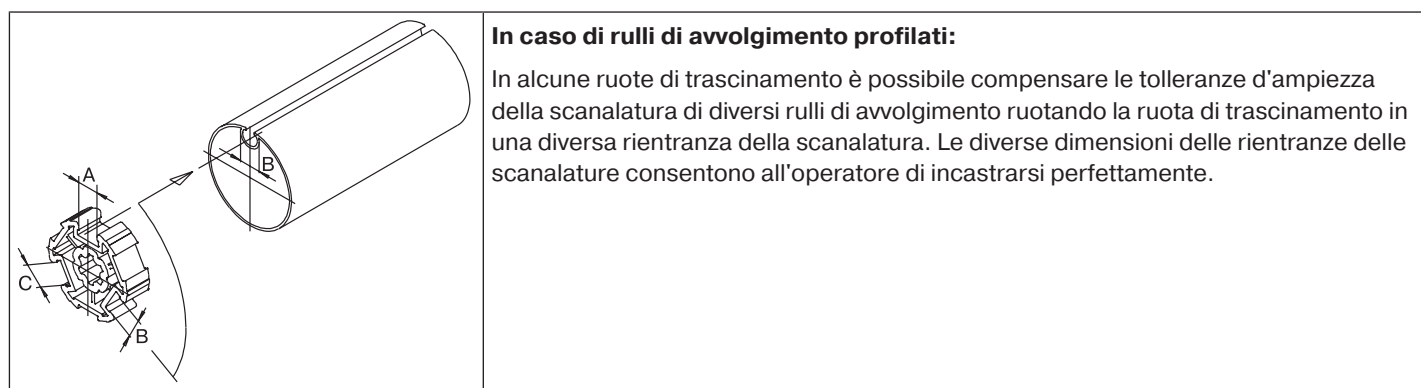 A
B
C
B
In caso di rulli di avvolgimento profilati:
In alcune ruote di trascinamento è possibile compensare le tolleranze d'ampiezza
della scanalatura di diversi rulli di avvolgimento ruotando la ruota di trascinamento in
una diversa rientranza della scanalatura. Le diverse dimensioni delle rientranze delle
scanalature consentono all'operatore di incastrarsi perfettamente.